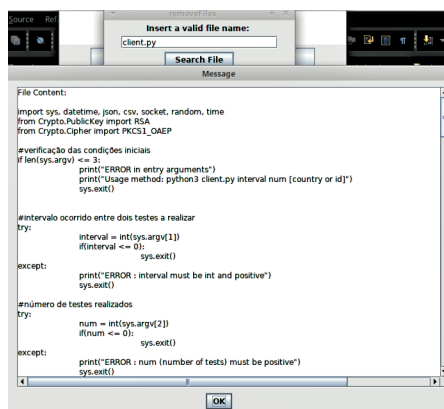 removeFiles
Source Ref
Insert a valid file name:
client.py
Search File
Message
File Content:
import sys, datetime, json, csv, socket, random, time
from Crypto.PublicKey import RSA
from Crypto.Cipher import PKCS1_OAEP
#verificação das condições iniciais
if len(sys.argv) <= 3:
print("ERROR in entry arguments")
print("Usage method: python3 client.py interval num [country or id]")
sys.exit()
#intervalo ocorrido entre dois testes a realizar
try:
interval = int(sys.argv[1])
if(interval <= 0):
sys.exit()
except:
print("ERROR : interval must be int and positive")
sys.exit()
#número de testes realizados
try:
num = int(sys.argv[2])
if(num <= 0):
sys.exit()
except:
print("ERROR : num (number of tests) must be positive")
sys.exit()
OK